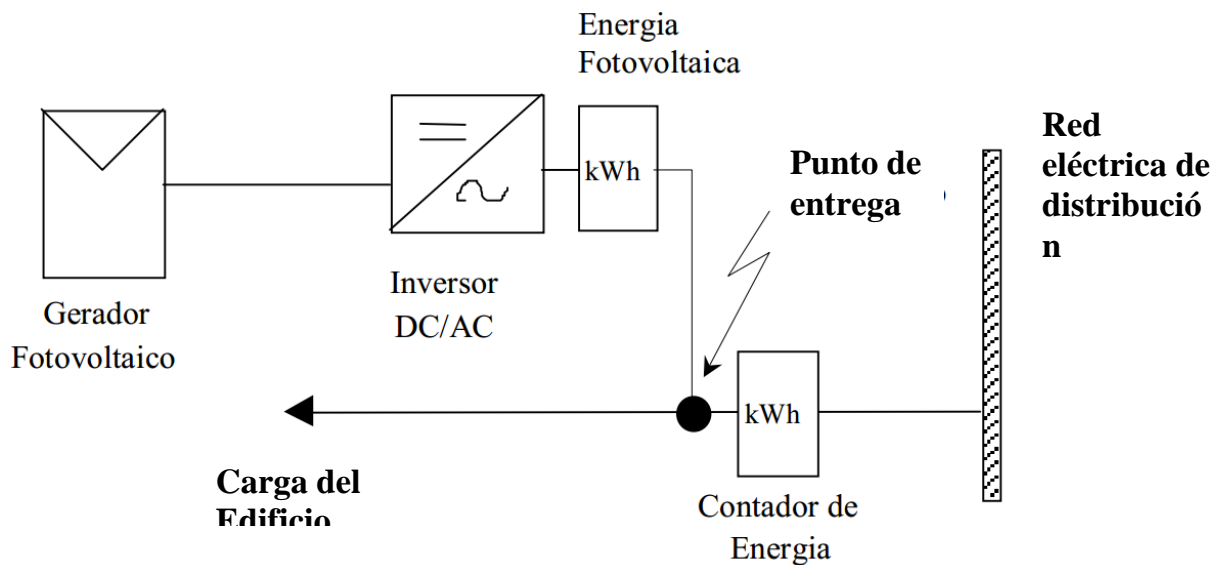 Energia
Fotovoltaica
kWh
Punto de
entrega
Red
eléctrica de
distribució
n
Inversor
DC/AC
Gerador
Fotovoltaico
kWh
Carga del
Edificio
Contador de
Energia